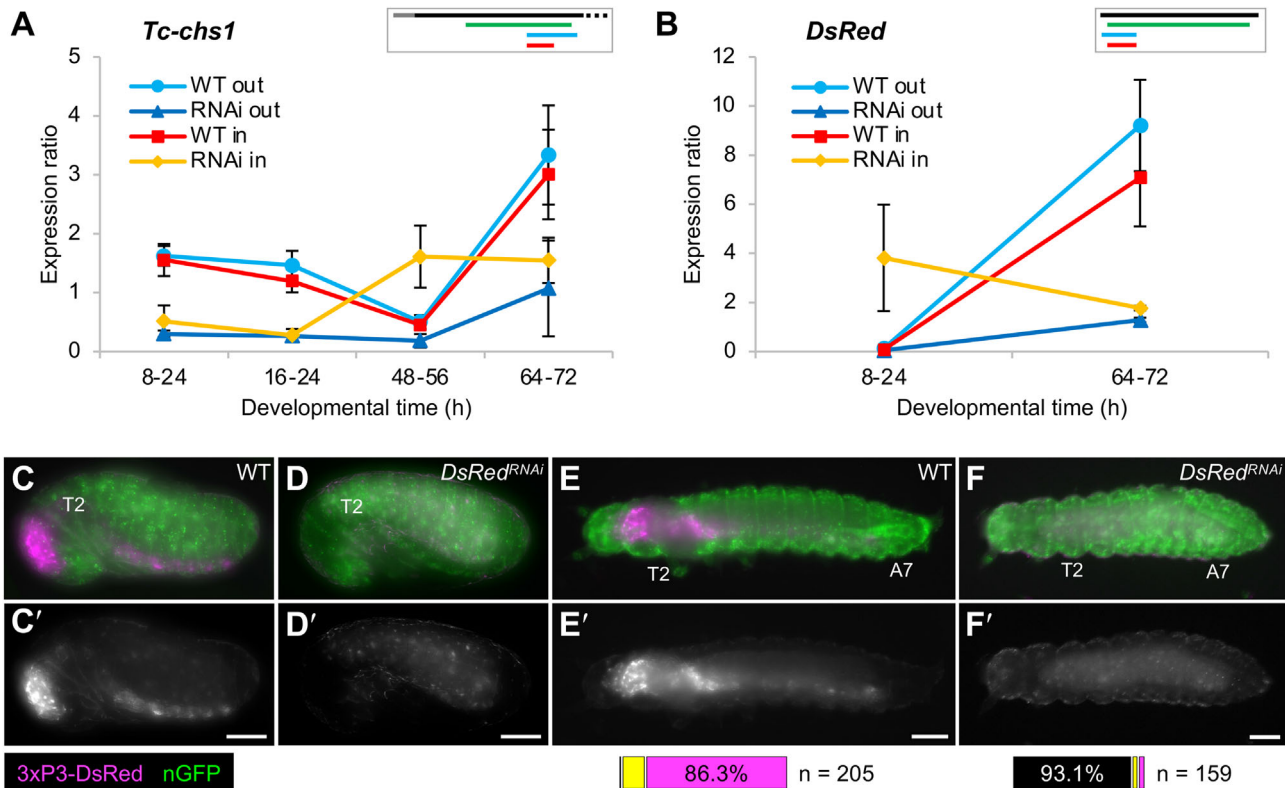 A
Tc-chs1
WT out
RNAi out
WT in
RNAi in
Expression ratio
5
4
3
2
1
0
8-24
16-24
48-56
64-72
Developmental time (h)
B
DsRed
WT out
RNAi out
WT in
RNAi in
Expression ratio
12
10
8
6
4
2
0
8-24
64-72
Developmental time (h)
C
WT
T2
D
DsRedRNAi
T2
E
WT
T2
A7
F
DsRedRNAi
T2
A7
C′
D′
E′
F′
3xP3-DsRed nGFP
86.3%
n = 205
93.1%
n = 159